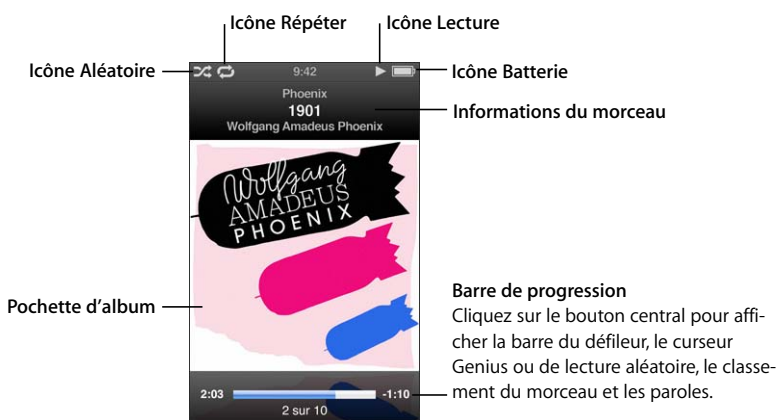 Icône Répéter
Icône Lecture
Icône Aléatoire
Icône Batterie
9:42
Phoenix
1901
Wolfgang Amadeus Phoenix
Informations du morceau
Wolfgang
AMADEUS
PHOENIX
Pochette d’album
Barre de progression
Cliquez sur le bouton central pour affi-
cher la barre du défileur, le curseur
Genius ou de lecture aléatoire, le classe-
ment du morceau et les paroles.
2:03
-1:10
2 sur 10